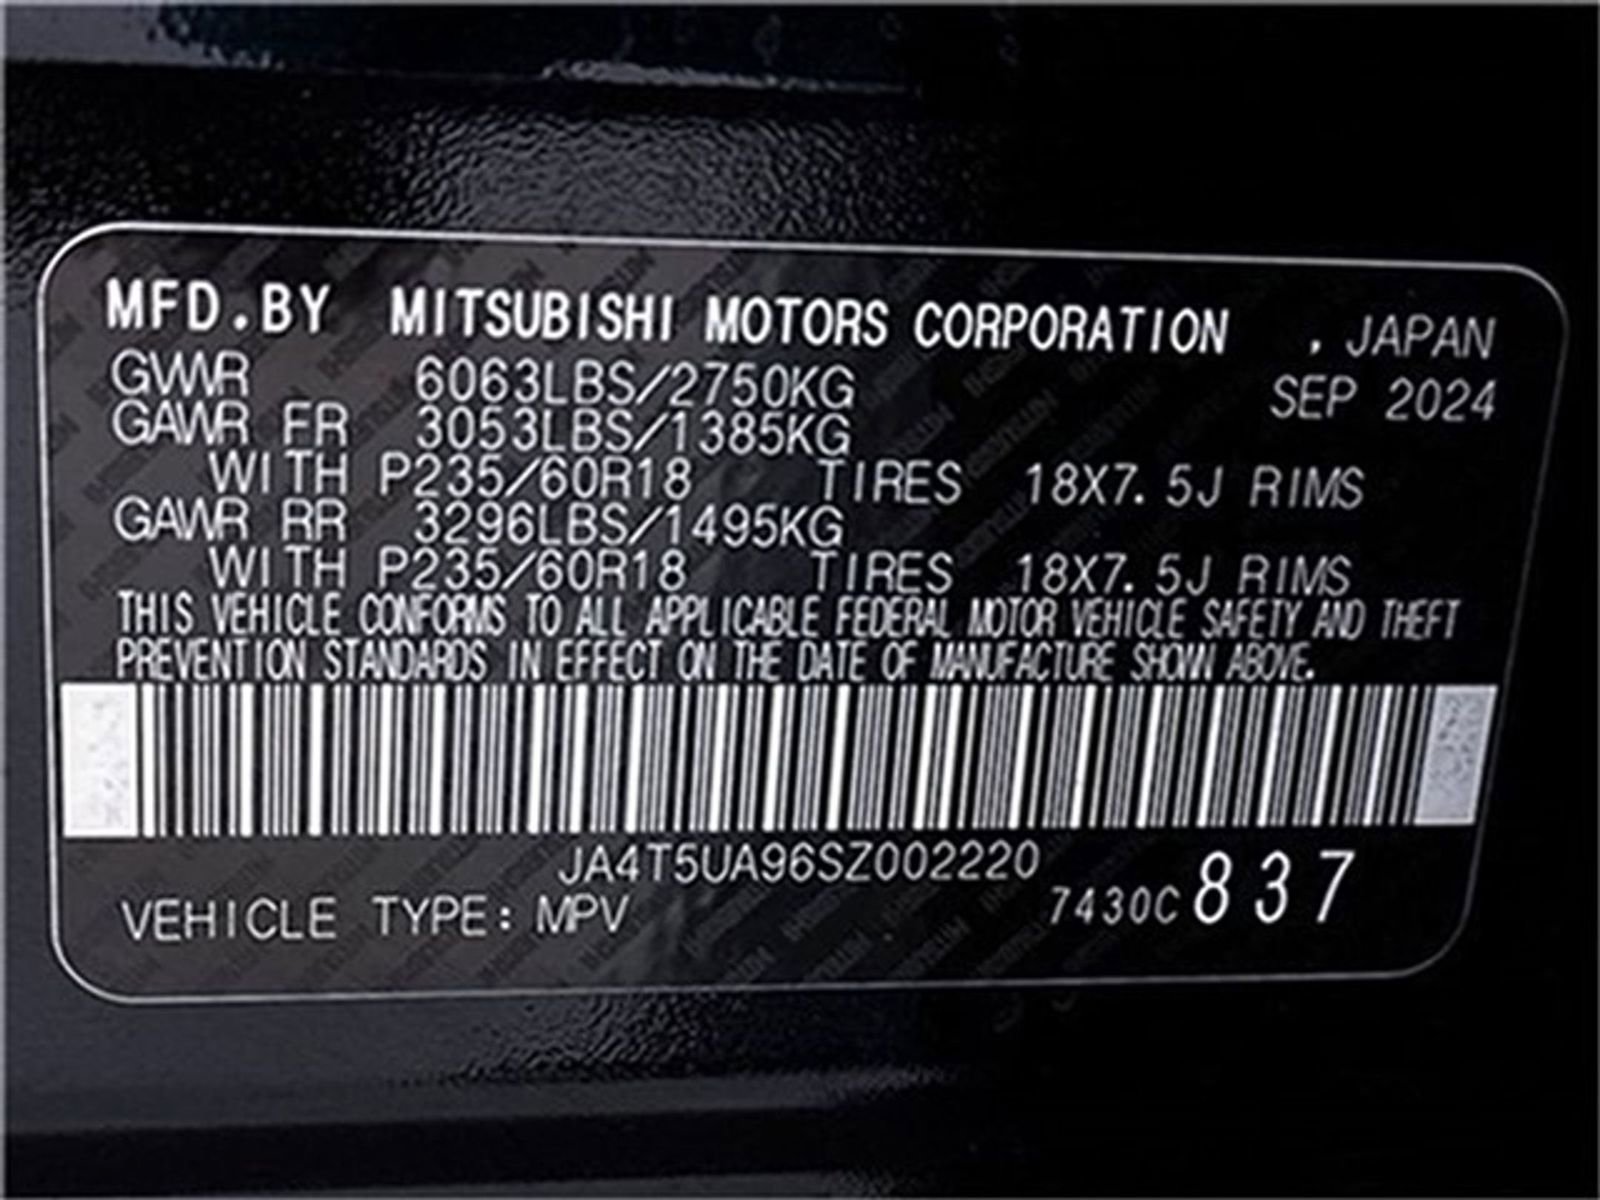 MFD.BY MITSUBISHI MOTORS CORPORATION , JAPAN
GVWR 6063LBS/2750KG SEP 2024
GAWR FR 3053LBS/1385KG
WITH P235/60R18 TIRES 18X7.5J RIMS
GAWR RR 3296LBS/1495KG
WITH P235/60R18 TIRES 18X7.5J RIMS
THIS VEHICLE CONFORMS TO ALL APPLICABLE FEDERAL MOTOR VEHICLE SAFETY AND THEFT
PREVENTION STANDARDS IN EFFECT ON THE DATE OF MANUFACTURE SHOWN ABOVE.
JA4T5UA96SZ002220
VEHICLE TYPE: MPV 7430C 837